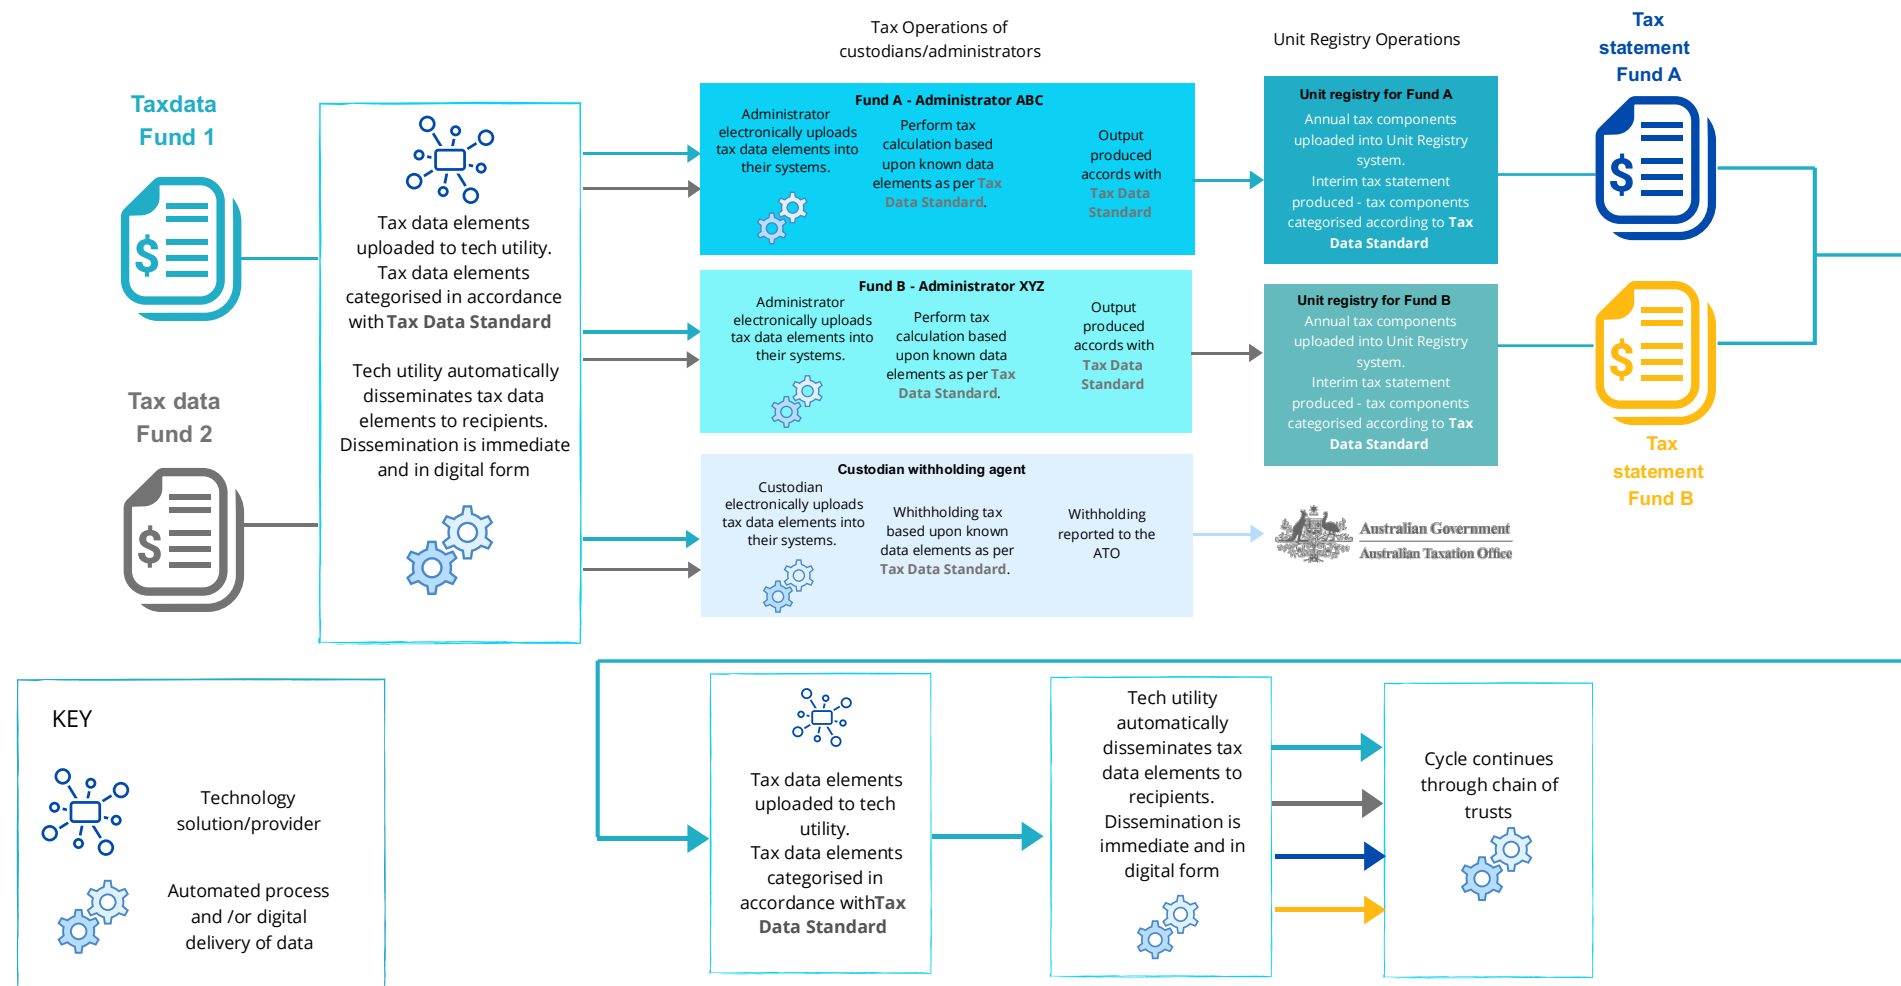 Tax Operations of
custodians/administrators
Unit Registry Operations
Tax
statement
Fund A
Taxdata
Fund 1
Tax data elements
uploaded to tech utility.
Tax data elements
categorised in accordance
with Tax Data Standard
Tech utility automatically
disseminates tax data
elements to recipients.
Dissemination is immediate
and in digital form
Tax data
Fund 2
Fund A - Administrator ABC
Administrator
electronically uploads
tax data elements into
their systems.
Perform tax
calculation based
upon known data
elements as per Tax
Data Standard.
Output
produced
accords with
Tax Data
Standard
Unit registry for Fund A
Annual tax components
uploaded into Unit Registry
system.
Interim tax statement
produced - tax components
categorised according to Tax
Data Standard
Fund B - Administrator XYZ
Administrator
electronically uploads
tax data elements into
their systems.
Perform tax
calculation based
upon known data
elements as per Tax
Data Standard.
Output
produced
accords with
Tax Data
Standard
Unit registry for Fund B
Annual tax components
uploaded into Unit Registry
system.
Interim tax statement
produced - tax components
categorised according to Tax
Data Standard
Tax
statement
Fund B
Custodian withholding agent
Custodian
electronically uploads
tax data elements into
their systems.
Whithholding tax
based upon known
data elements as per
Tax Data Standard.
Withholding
reported to the
ATO
Australian Government
Australian Taxation Office
KEY
Technology
solution/provider
Automated process
and /or digital
delivery of data
Tax data elements
uploaded to tech
utility.
Tax data elements
categorised in
accordance withTax
Data Standard
Tech utility
automatically
disseminates tax
data elements to
recipients.
Dissemination is
immediate and in
digital form
Cycle continues
through chain of
trusts